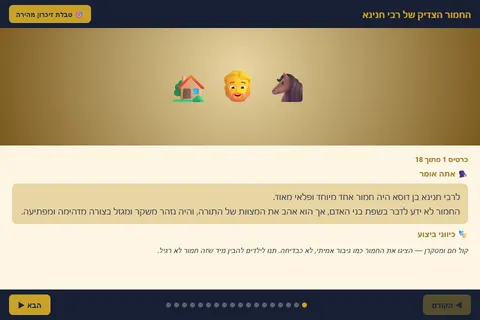 החמור הצדיק של רבי חנינא
טבלת זיכרון מהירה
כרטיס 1 מתוך 18
אתה אומר
לרבי חנינא בן דוסא היה חמור אחד מיוחד ופלאי מאוד.
החמור לא ידע לדבר בשפת בני האדם, אך הוא אהב את המצוות של התורה, והיה נזהר משקר ומגזל בצורה מדהימה ומפתיעה.
כיווני ביצוע
קול חם ומסקרן — הציגו את החמור כמו גיבור אמיתי, לא כבדיחה. תנו לילדים להבין מיד שזה חמור לא רגיל.
◀ הקודם
הבא ▶